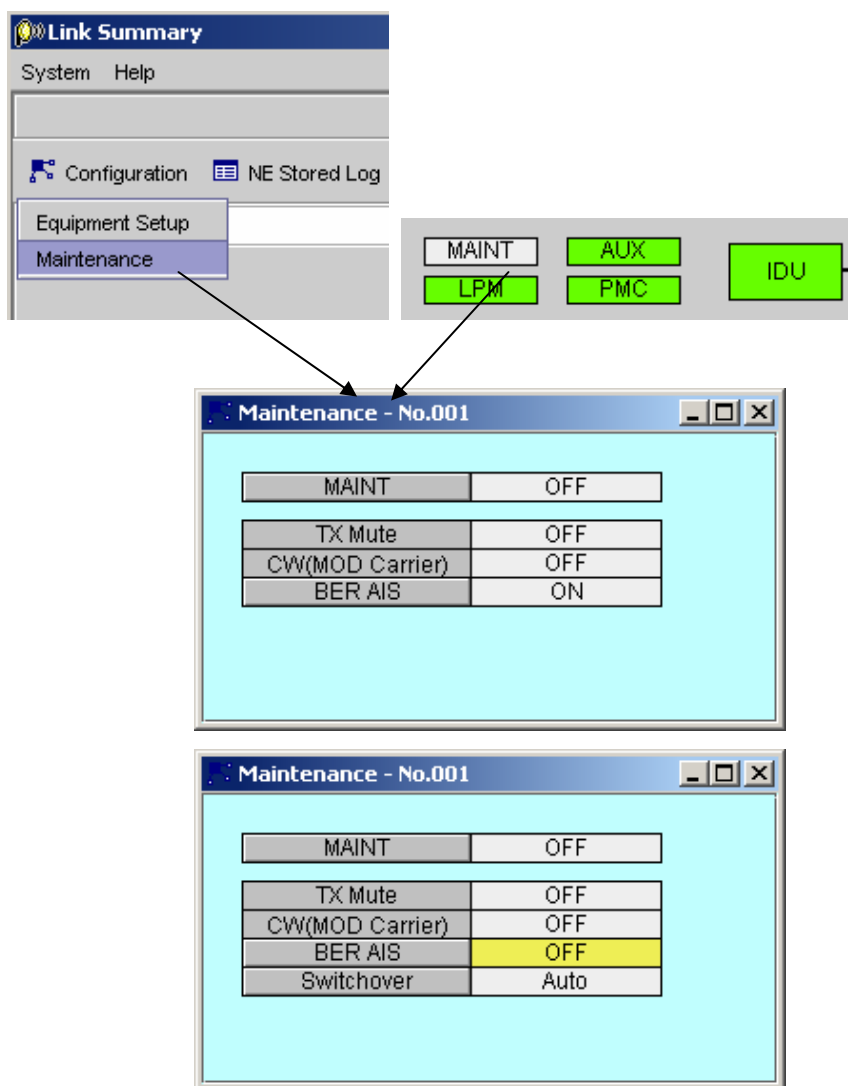 Link Summary
System Help
Configuration NE Stored Log
Equipment Setup
Maintenance
MAINT AUX
LPM PMC
IDU
Maintenance - No.001
MAINT OFF
TX Mute OFF
CW(MOD Carrier) OFF
BER AIS ON
Maintenance - No.001
MAINT OFF
TX Mute OFF
CW(MOD Carrier) OFF
BER AIS OFF
Switchover Auto